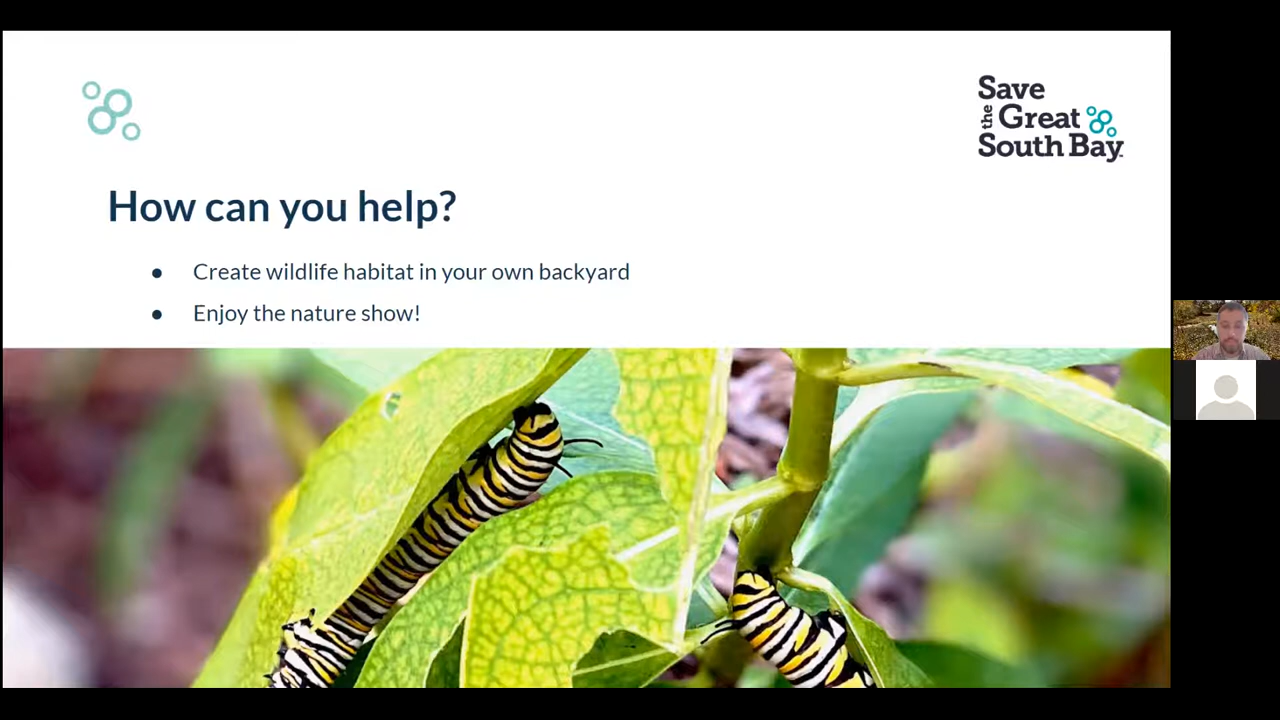 Save
the Great
South Bay
How can you help?
● Create wildlife habitat in your own backyard
● Enjoy the nature show!